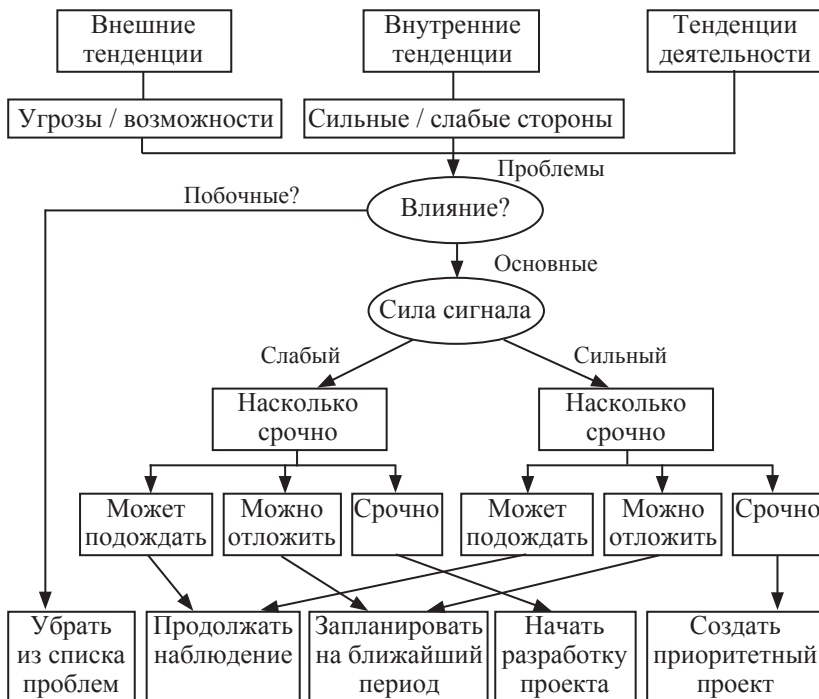 Внешние
тенденции
Внутренние
тенденции
Тенденции
деятельности
Угрозы / возможности
Сильные / слабые стороны
Проблемы
Побочные?
Влияние?
Основные
Сила сигнала
Слабый
Сильный
Насколько
срочно
Насколько
срочно
Может
подождать
Можно
отложить
Срочно
Может
подождать
Можно
отложить
Срочно
Убрать
из списка
проблем
Продолжать
наблюдение
Запланировать
на ближайший
период
Начать
разработку
проекта
Создать
приоритетный
проект